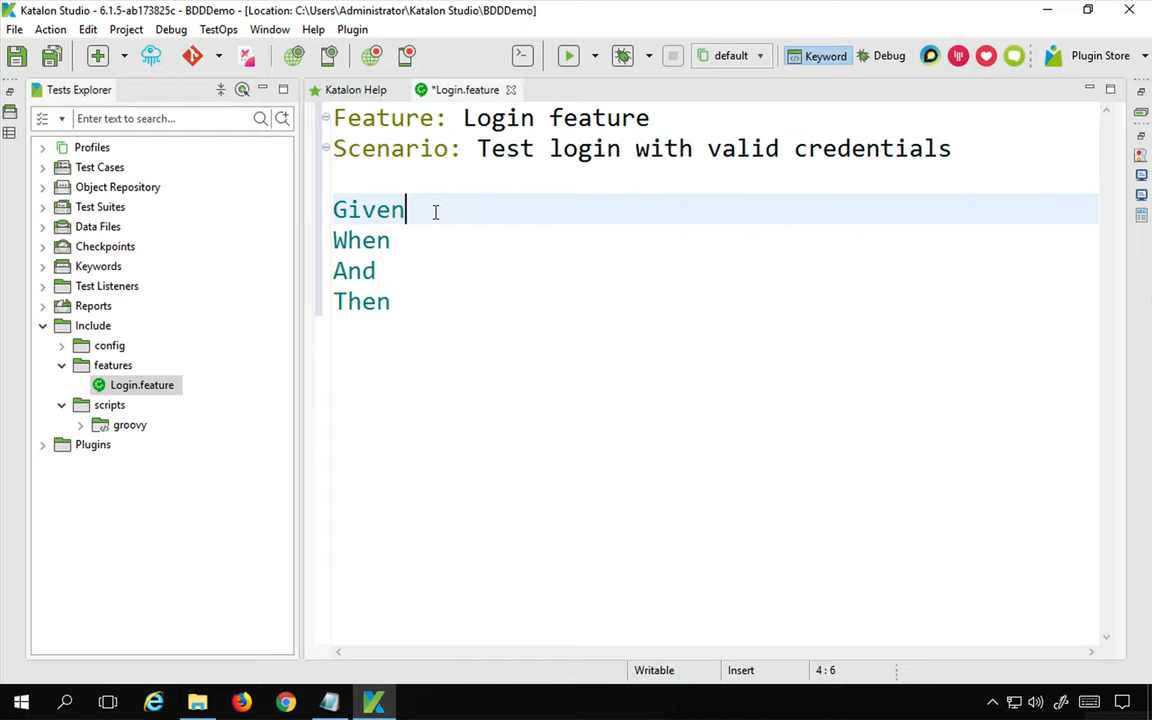 Katalon Studio - 6.1.5-ab173825c - BDDDemo - [Location: C:\Users\Administrator\Katalon Studio\BDDDemo]
File Action Project Edit Debug TestOps Window Help Plugin
default Keyword Debug Plugin Store
Tests Explorer
Katalon Help
*Login.feature
Enter text to search...
Profiles
Test Cases
Object Repository
Test Suites
Data Files
Checkpoints
Keywords
Test Listeners
Reports
Include
config
features
Login.feature
scripts
groovy
Plugins
Feature: Login feature
Scenario: Test login with valid credentials
Given
When
And
Then
Writable
Insert
4 : 6